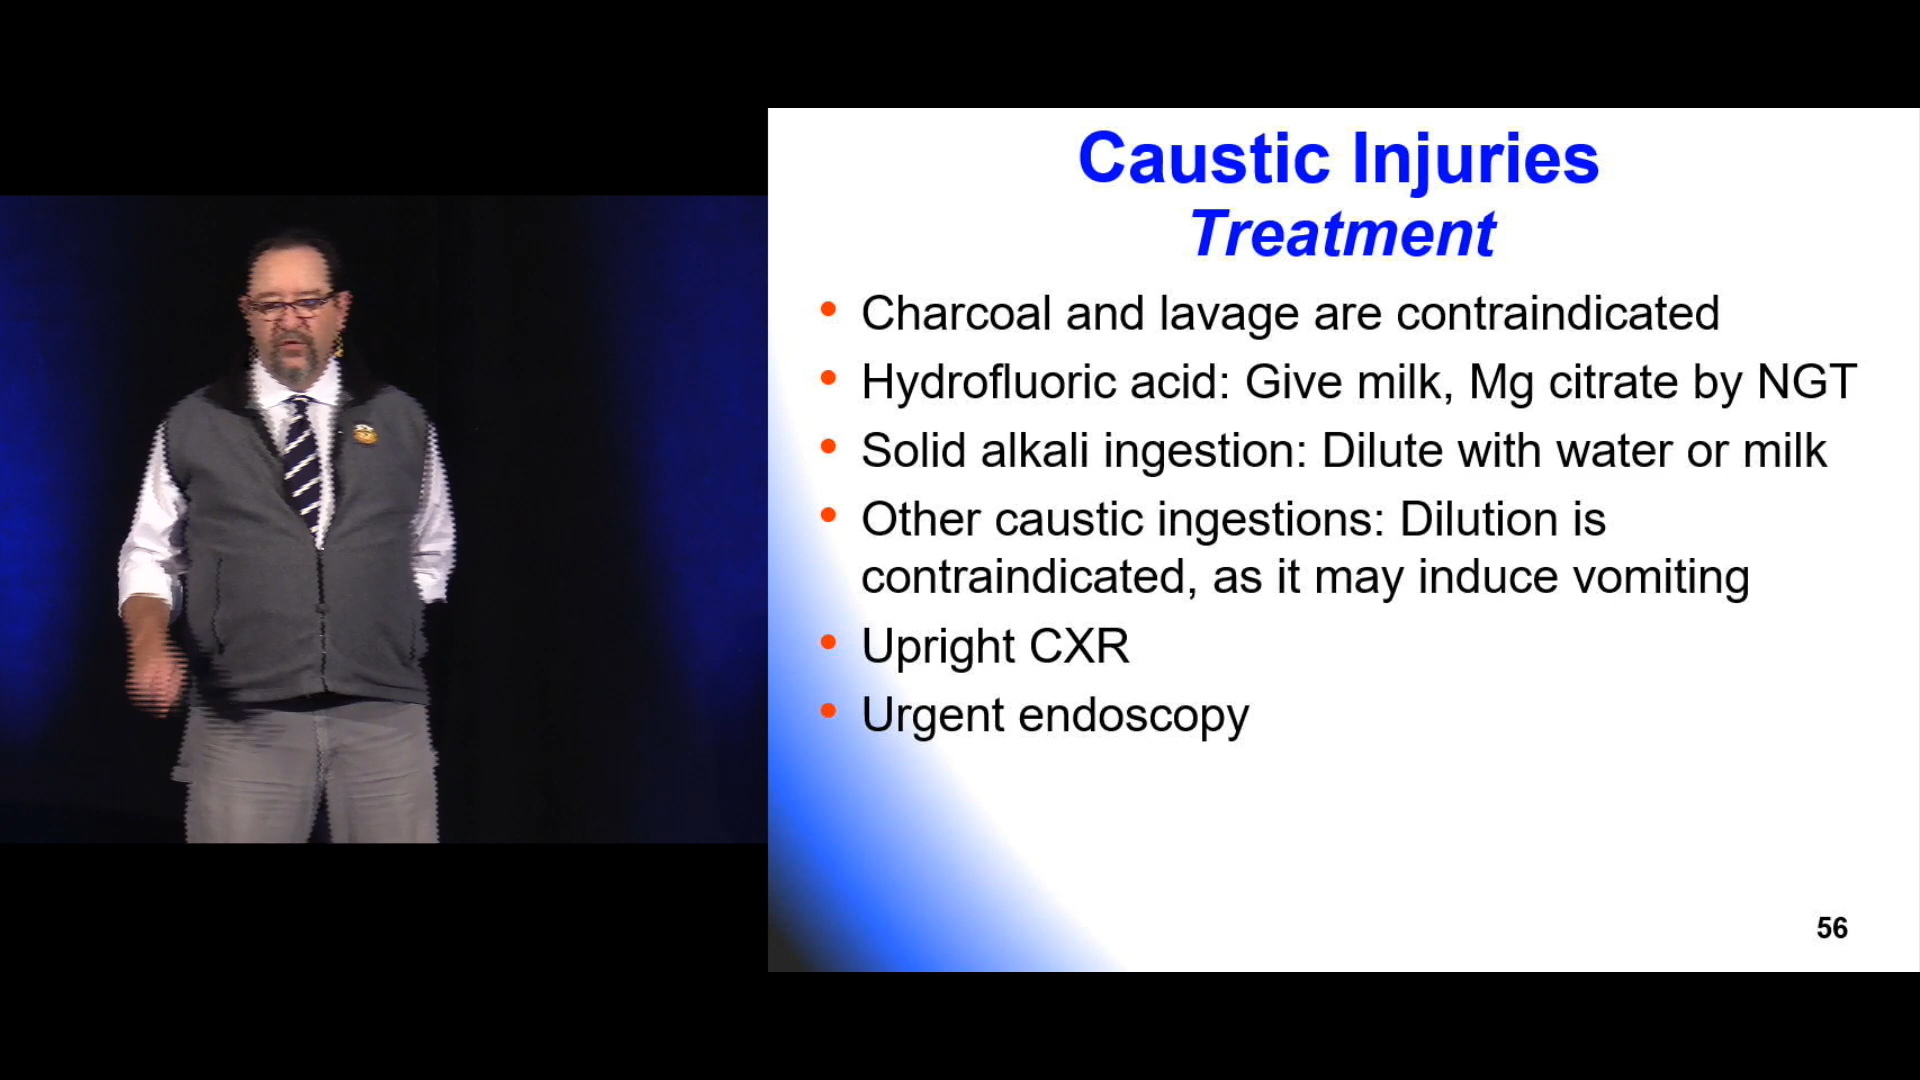 Caustic Injuries
Treatment
• Charcoal and lavage are contraindicated
• Hydrofluoric acid: Give milk, Mg citrate by NGT
• Solid alkali ingestion: Dilute with water or milk
• Other caustic ingestions: Dilution is
contraindicated, as it may induce vomiting
• Upright CXR
• Urgent endoscopy
56